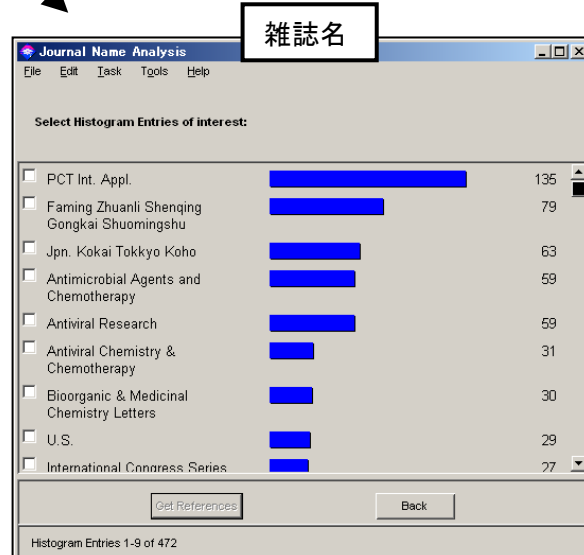 雑誌名
Journal Name Analysis
File Edit Task Tools Help
Select Histogram Entries of interest:
PCT Int. Appl. 135
Faming Zhuanli Shenqing 79
Gongkai Shuomingshu
Jpn. Kokai Tokkyo Koho 63
Antimicrobial Agents and 59
Chemotherapy
Antiviral Research 59
Antiviral Chemistry & 31
Chemotherapy
Bioorganic & Medicinal 30
Chemistry Letters
U.S. 29
International Congress Series 27
Get References Back
Histogram Entries 1-9 of 472